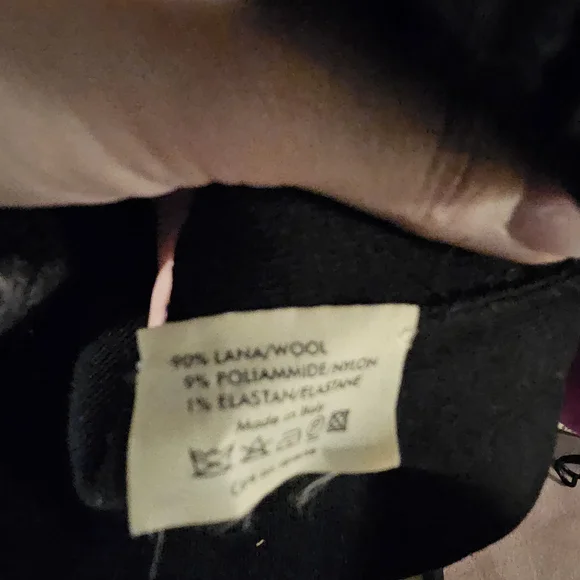 90% LANA/WOOL
9% POLIAMMIDE/NYLON
1% ELASTAN/ELASTANE
Made in Italy